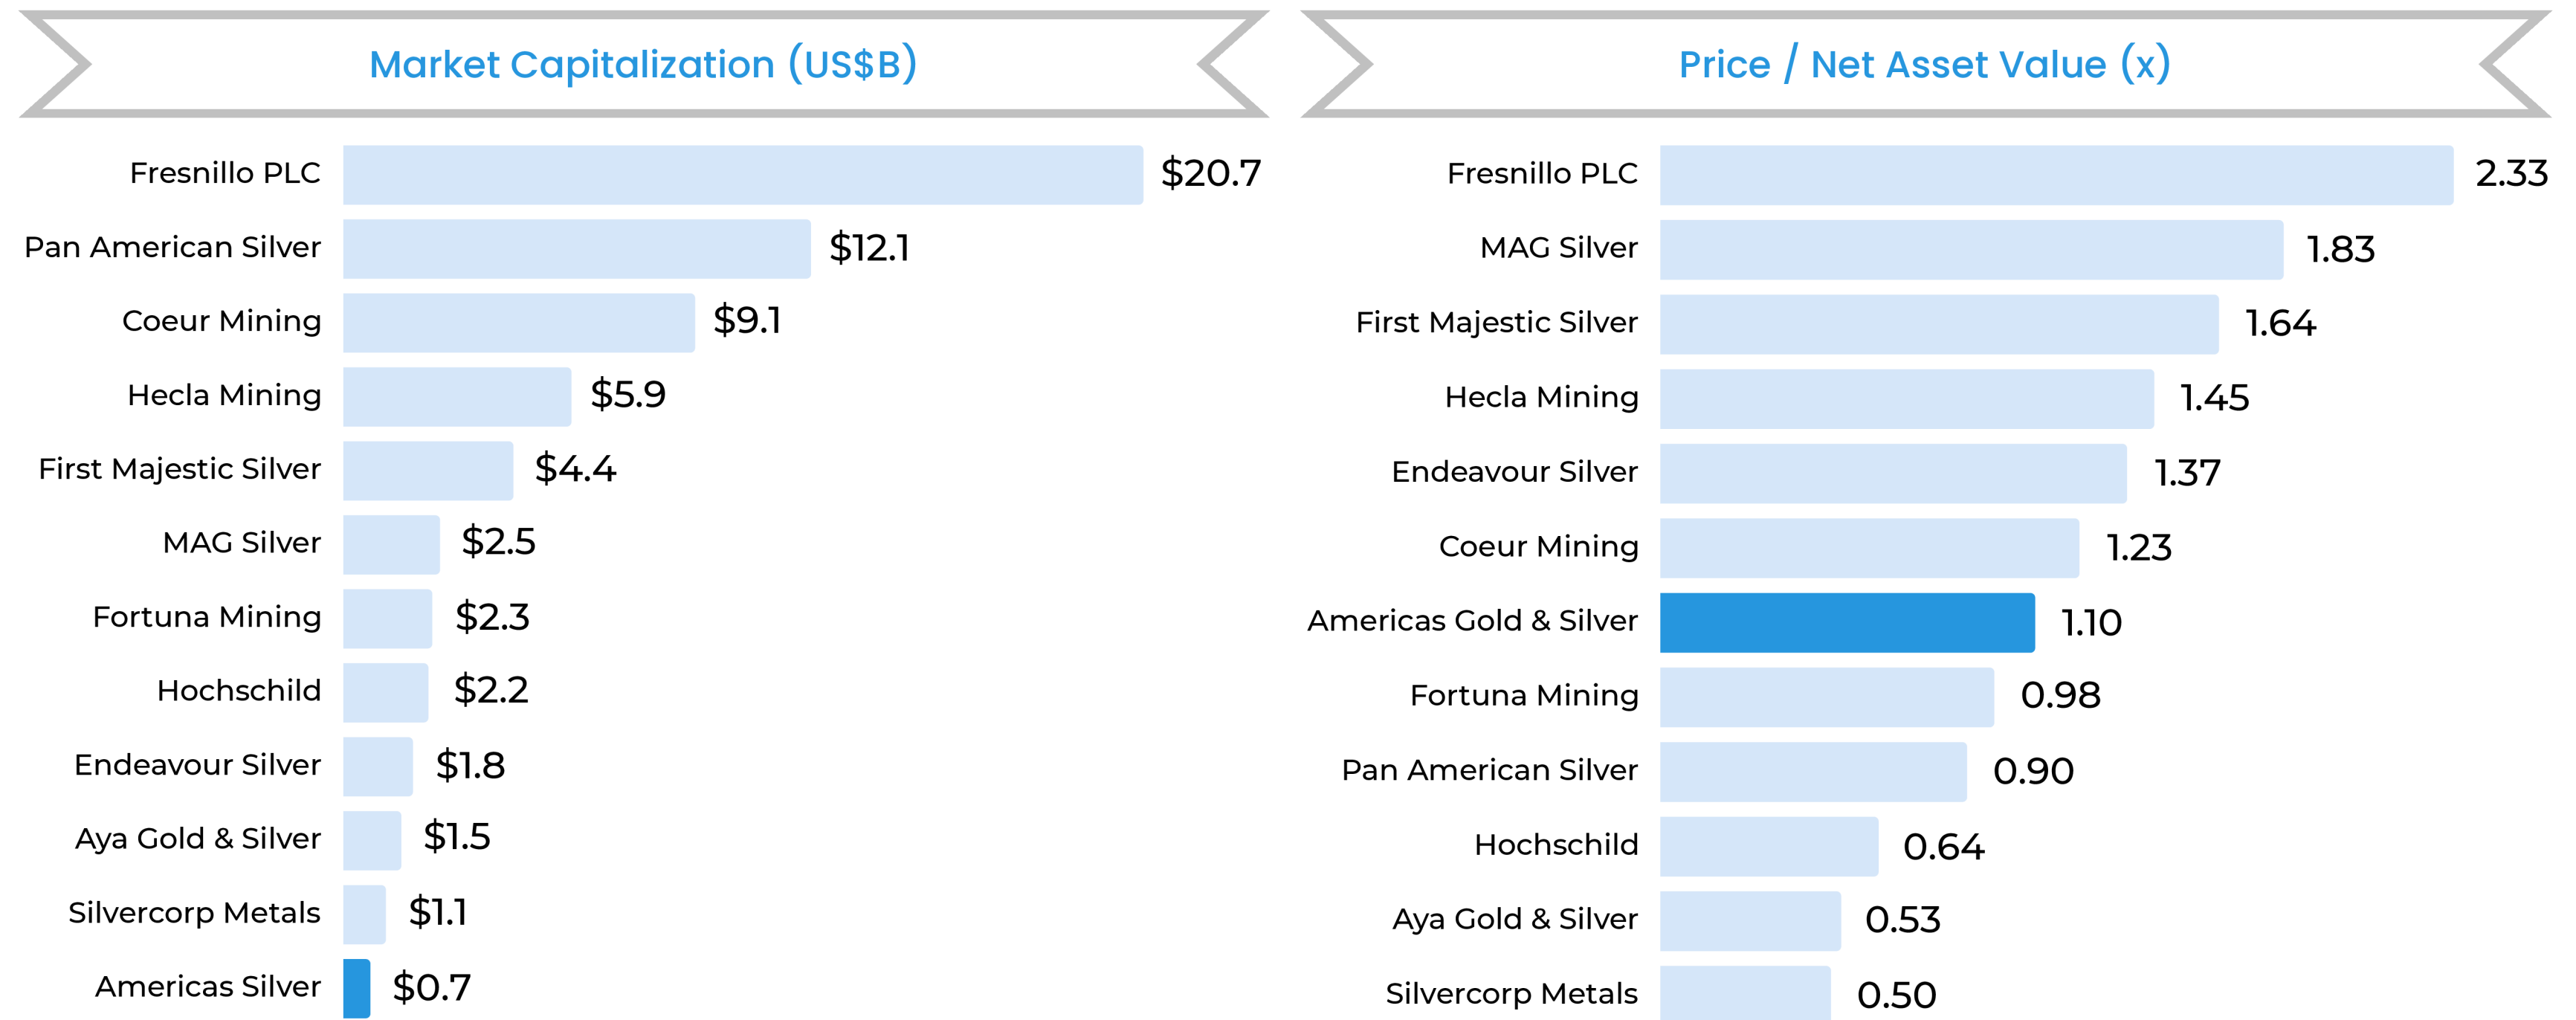 Market Capitalization (US$B)
Fresnillo PLC $20.7
Pan American Silver $12.1
Coeur Mining $9.1
Hecla Mining $5.9
First Majestic Silver $4.4
MAG Silver $2.5
Fortuna Mining $2.3
Hochschild $2.2
Endeavour Silver $1.8
Aya Gold & Silver $1.5
Silvercorp Metals $1.1
Americas Silver $0.7
Price / Net Asset Value (x)
Fresnillo PLC 2.33
MAG Silver 1.83
First Majestic Silver 1.64
Hecla Mining 1.45
Endeavour Silver 1.37
Coeur Mining 1.23
Americas Gold & Silver 1.10
Fortuna Mining 0.98
Pan American Silver 0.90
Hochschild 0.64
Aya Gold & Silver 0.53
Silvercorp Metals 0.50